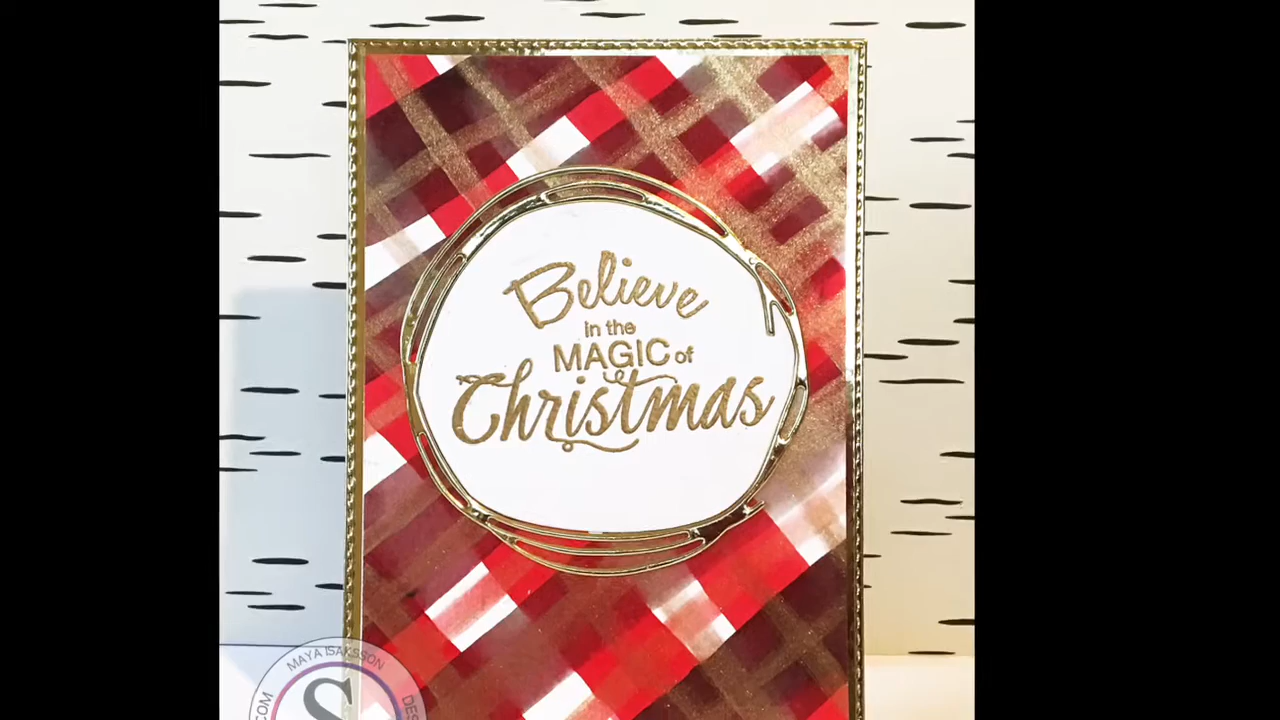 Believe
in the
MAGIC of
Christmas
MAYA ISAKSSON